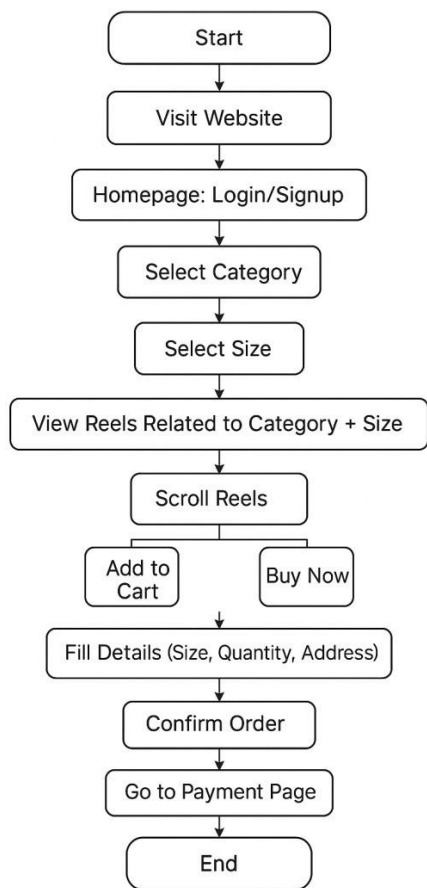 Start
Visit Website
Homepage: Login/Signup
Select Category
Select Size
View Reels Related to Category + Size
Scroll Reels
Add to
Cart
Buy Now
Fill Details (Size, Quantity, Address)
Confirm Order
Go to Payment Page
End